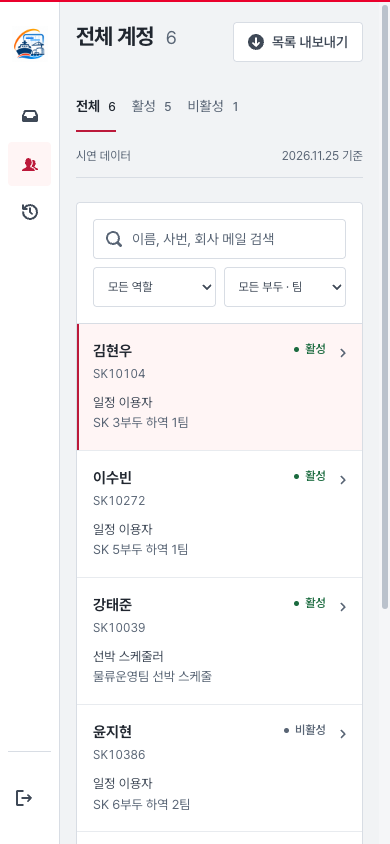 전체 계정 6
목록 내보내기
전체 6 활성 5 비활성 1
시연 데이터 2026.11.25 기준
이름, 사번, 회사 메일 검색
모든 역할 모든 부두 · 팀
김현우 활성
SK10104
일정 이용자
SK 3부두 하역 1팀
이수빈 활성
SK10272
일정 이용자
SK 5부두 하역 1팀
강태준 활성
SK10039
선박 스케줄러
물류운영팀 선박 스케줄
윤지현 비활성
SK10386
일정 이용자
SK 6부두 하역 2팀